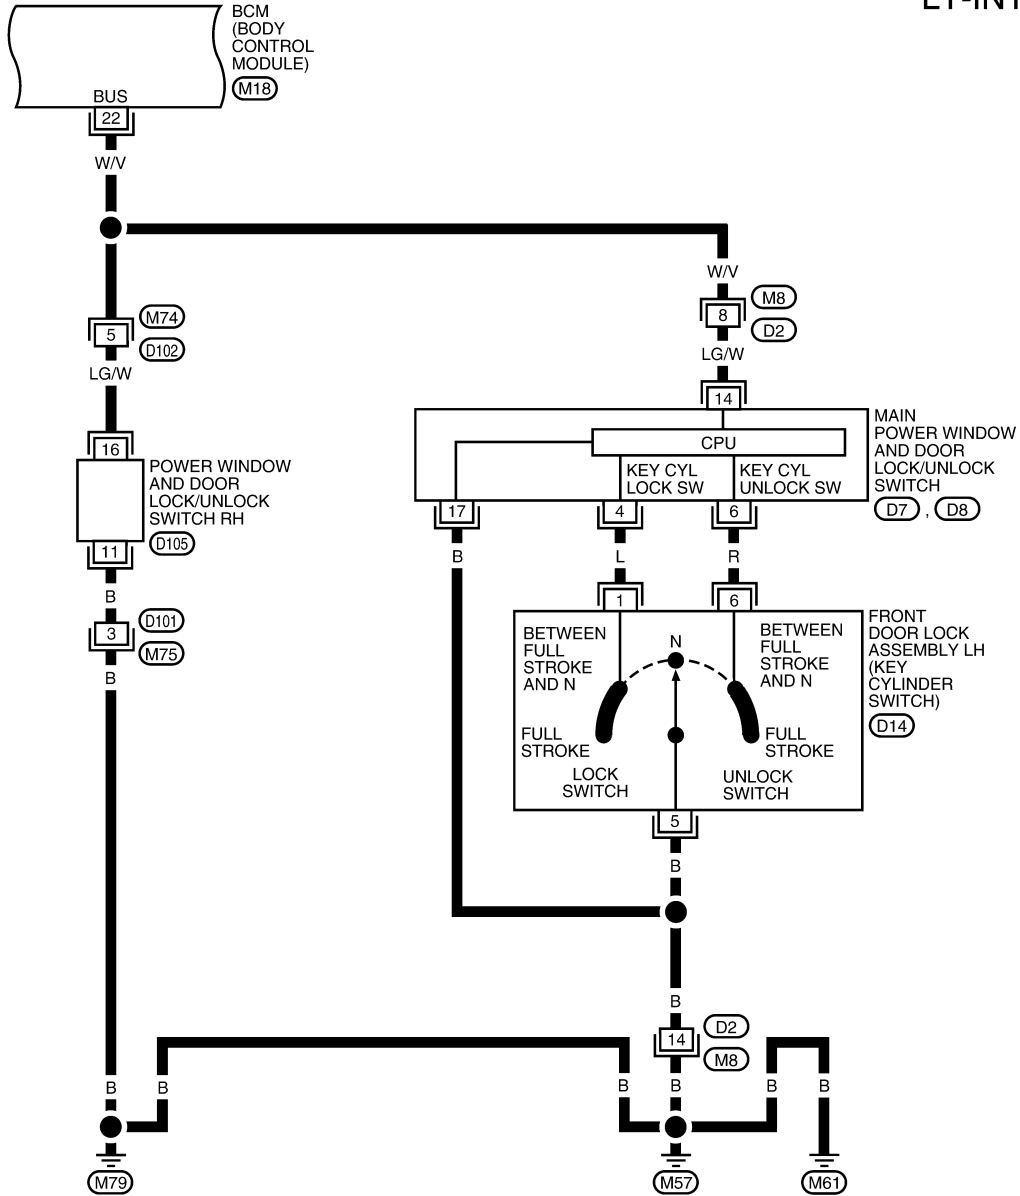 BCM
(BODY
CONTROL
MODULE)
M18
BUS
22
W/V
W/V
M74
5
D102
LG/W
M8
8
D2
LG/W
14
16
POWER WINDOW
AND DOOR
LOCK/UNLOCK
SWITCH RH
D105
11
B
D101
3
M75
B
MAIN
POWER WINDOW
AND DOOR
LOCK/UNLOCK
SWITCH
D7 , D8
CPU
KEY CYL
LOCK SW
KEY CYL
UNLOCK SW
17
4
6
B
L
R
1
6
FRONT
DOOR LOCK
ASSEMBLY LH
(KEY
CYLINDER
SWITCH)
D14
BETWEEN
FULL
STROKE
AND N
N
BETWEEN
FULL
STROKE
AND N
FULL
STROKE
FULL
STROKE
LOCK
SWITCH
UNLOCK
SWITCH
5
B
B
14
D2
M8
B
B
B
B
B
B
M79
M57
M61